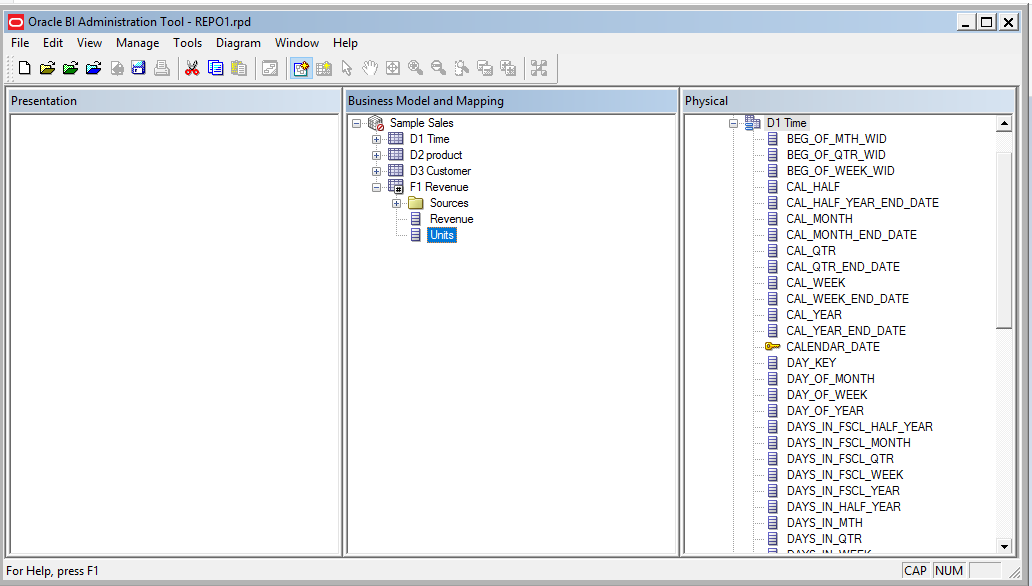 Oracle BI Administration Tool - REPO1.rpd
File Edit View Manage Tools Diagram Window Help
Presentation
Business Model and Mapping
Sample Sales
D1 Time
D2 product
D3 Customer
F1 Revenue
Sources
Revenue
Units
Physical
D1 Time
BEG_OF_MTH_WID
BEG_OF_QTR_WID
BEG_OF_WEEK_WID
CAL_HALF
CAL_HALF_YEAR_END_DATE
CAL_MONTH
CAL_MONTH_END_DATE
CAL_QTR
CAL_QTR_END_DATE
CAL_WEEK
CAL_WEEK_END_DATE
CAL_YEAR
CAL_YEAR_END_DATE
CALENDAR_DATE
DAY_KEY
DAY_OF_MONTH
DAY_OF_WEEK
DAY_OF_YEAR
DAYS_IN_FSCL_HALF_YEAR
DAYS_IN_FSCL_MONTH
DAYS_IN_FSCL_QTR
DAYS_IN_FSCL_WEEK
DAYS_IN_FSCL_YEAR
DAYS_IN_HALF_YEAR
DAYS_IN_MTH
DAYS_IN_QTR
DAYS_IN_WEEK
For Help, press F1
CAP NUM